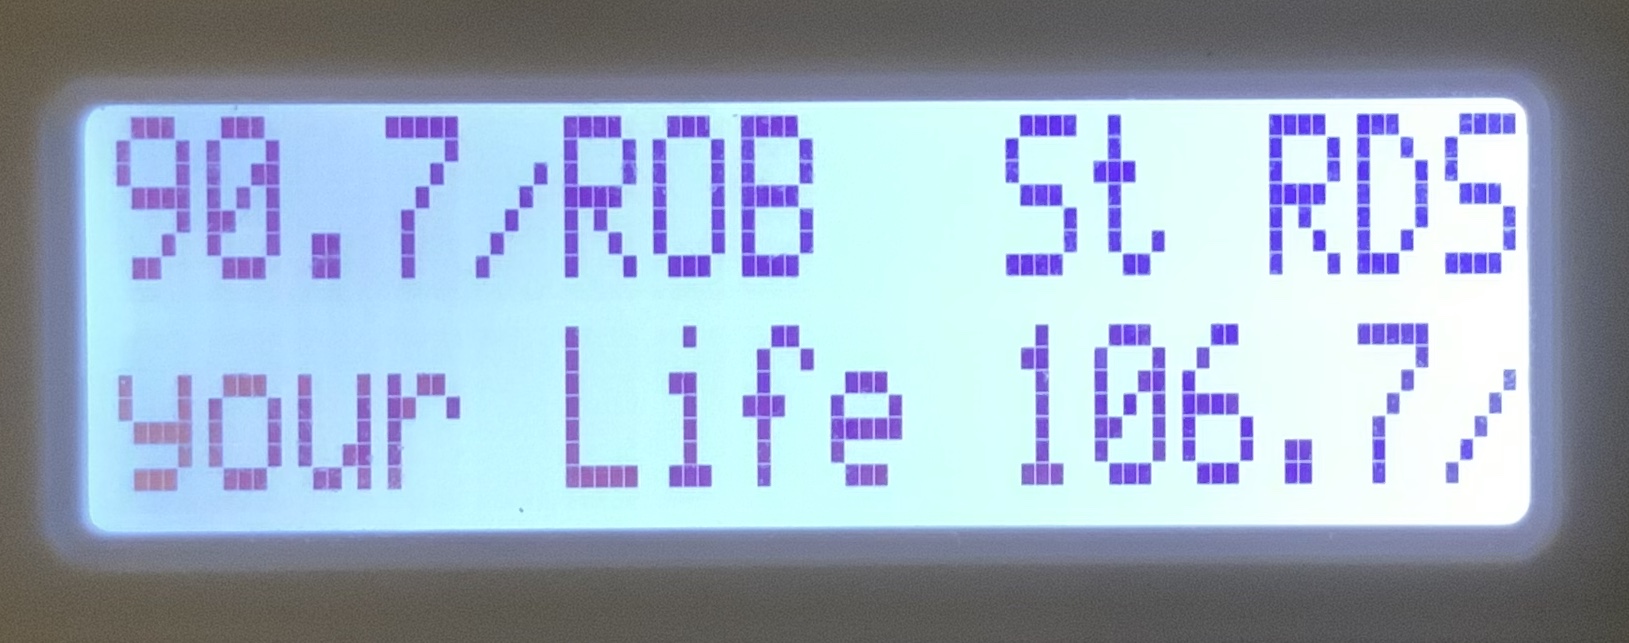 90.7/ROB  St RDS
your Life 106.7/